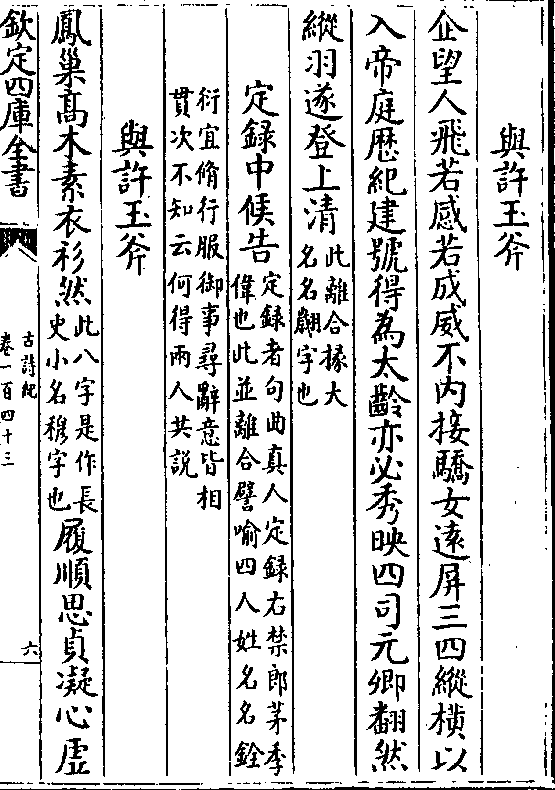 與許玉斧
企望人飛若感若成威不内接驕女遠屏三四縱横以
入帝庭歴紀建號得為太齡亦必秀映四司元卿翻然
縱羽遂登上清
此離合椽大
名名翽字也
定録中候告
定録者句曲真人定録右禁郎茅季
偉也此並離合譬喻四人姓名名銓
衍宜脩行服御事尋辭意皆相
貫次不知云何得兩人共說
與許玉斧
鳳巢髙木素衣衫然
此八字是作長
史小名穆字也
履順思貞凝心虛
欽定四庫全書
古詩紀
卷一百四十三
六